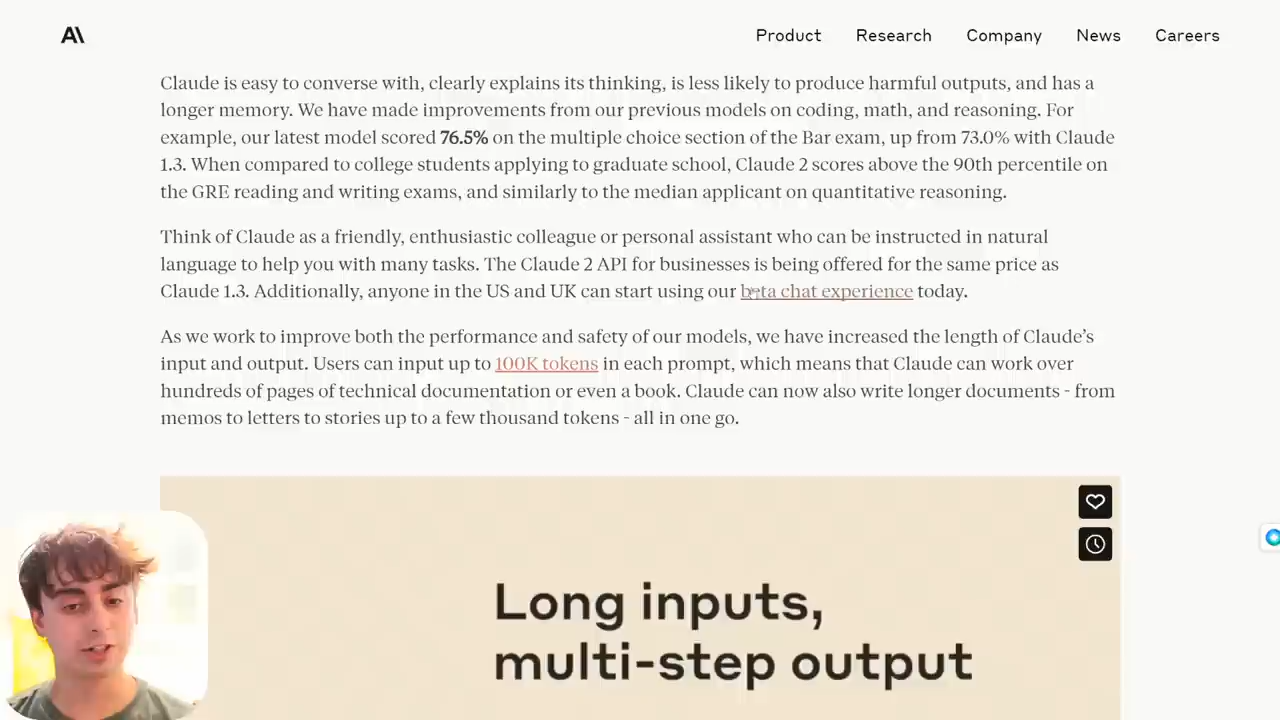 A\
Product Research Company News Careers
Claude is easy to converse with, clearly explains its thinking, is less likely to produce harmful outputs, and has a
longer memory. We have made improvements from our previous models on coding, math, and reasoning. For
example, our latest model scored 76.5% on the multiple choice section of the Bar exam, up from 73.0% with Claude
1.3. When compared to college students applying to graduate school, Claude 2 scores above the 90th percentile on
the GRE reading and writing exams, and similarly to the median applicant on quantitative reasoning.
Think of Claude as a friendly, enthusiastic colleague or personal assistant who can be instructed in natural
language to help you with many tasks. The Claude 2 API for businesses is being offered for the same price as
Claude 1.3. Additionally, anyone in the US and UK can start using our beta chat experience today.
As we work to improve both the performance and safety of our models, we have increased the length of Claude’s
input and output. Users can input up to 100K tokens in each prompt, which means that Claude can work over
hundreds of pages of technical documentation or even a book. Claude can now also write longer documents - from
memos to letters to stories up to a few thousand tokens - all in one go.
Long inputs,
multi-step output